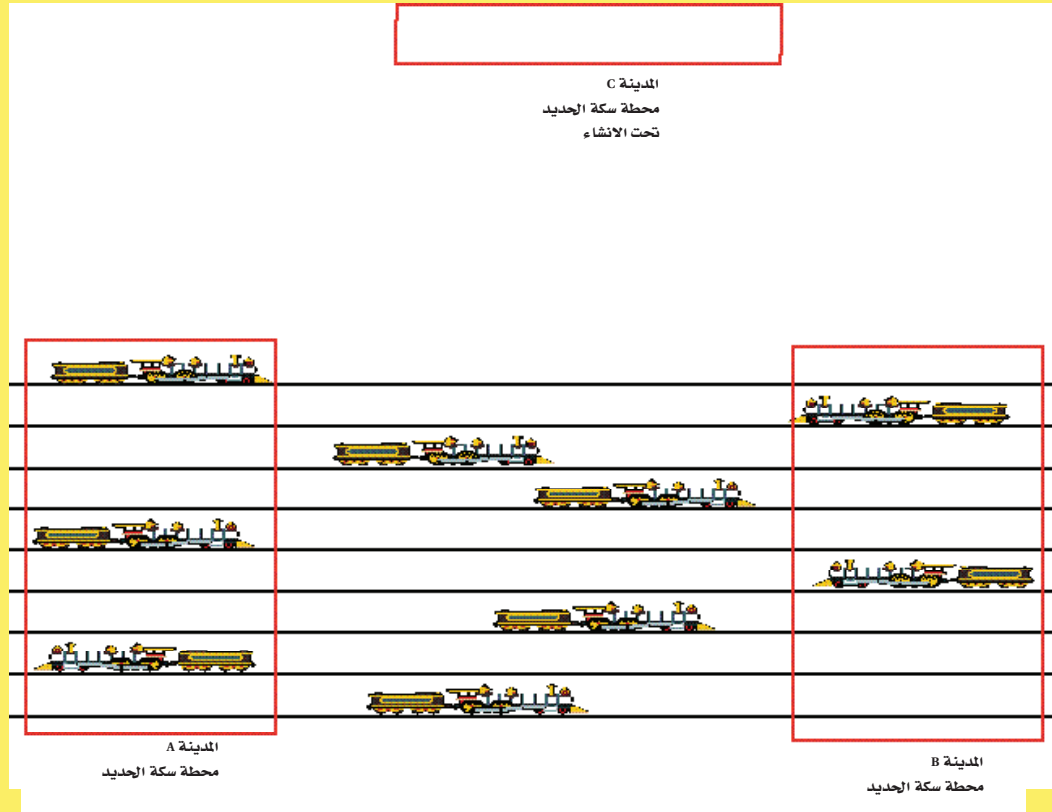 المدينة C
محطة سكة الحديد
تحت الانشاء
المدينة A
محطة سكة الحديد
المدينة B
محطة سكة الحديد